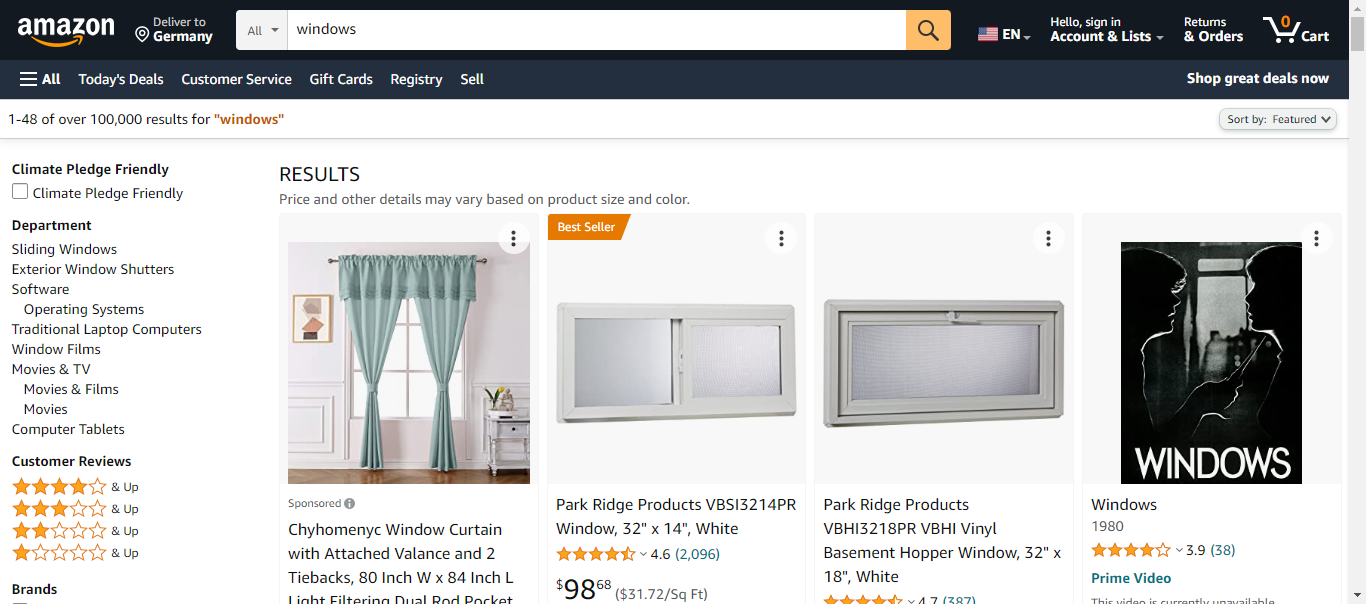 amazon
Deliver to
Germany
All
windows
EN
Hello, sign in
Account & Lists
Returns
& Orders
0
Cart
All
Today's Deals
Customer Service
Gift Cards
Registry
Sell
Shop great deals now
1-48 of over 100,000 results for "windows"
Sort by: Featured
Climate Pledge Friendly
Climate Pledge Friendly
Department
Sliding Windows
Exterior Window Shutters
Software
Operating Systems
Traditional Laptop Computers
Window Films
Movies & TV
Movies & Films
Movies
Computer Tablets
Customer Reviews
& Up
& Up
& Up
& Up
Brands
RESULTS
Price and other details may vary based on product size and color.
Sponsored
Chyhomenyc Window Curtain
with Attached Valance and 2
Tiebacks, 80 Inch W x 84 Inch L
Light Filtering Dual Rod Pocket
Best Seller
Park Ridge Products VBSI3214PR
Window, 32" x 14", White
4.6 (2,096)
$98.68 ($31.72/Sq Ft)
Park Ridge Products
VBHI3218PR VBHI Vinyl
Basement Hopper Window, 32" x
18", White
4.7 (387)
WINDOWS
Windows
1980
3.9 (38)
Prime Video
This video is currently unavailable